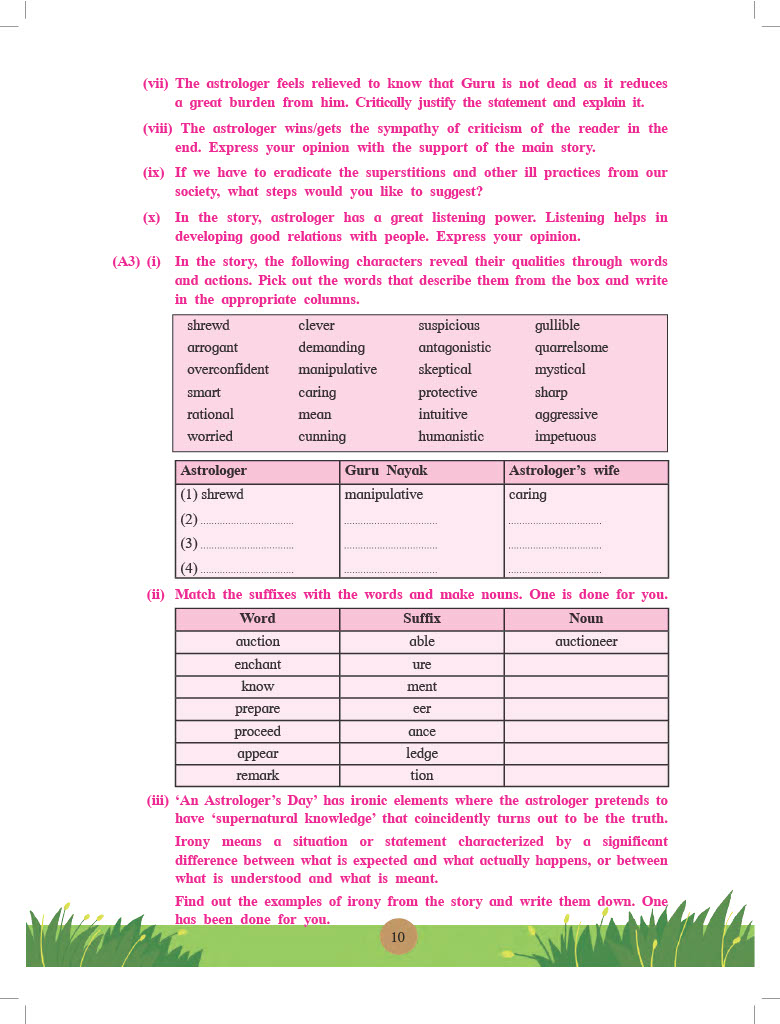 (vii) The astrologer feels relieved to know that Guru is not dead as it reduces
a great burden from him. Critically justify the statement and explain it.
(viii) The astrologer wins/gets the sympathy of criticism of the reader in the
end. Express your opinion with the support of the main story.
(ix) If we have to eradicate the superstitions and other ill practices from our
society, what steps would you like to suggest?
(x) In the story, astrologer has a great listening power. Listening helps in
developing good relations with people. Express your opinion.
(A3) (i) In the story, the following characters reveal their qualities through words
and actions. Pick out the words that describe them from the box and write
in the appropriate columns.
shrewd clever suspicious gullible
arrogant demanding antagonistic quarrelsome
overconfident manipulative skeptical mystical
smart caring protective sharp
rational mean intuitive aggressive
worried cunning humanistic impetuous
Astrologer Guru Nayak Astrologer's wife
(1) shrewd manipulative caring
(2) ................................. ................................. .................................
(3) ................................. ................................. .................................
(4) ................................. ................................. .................................
(ii) Match the suffixes with the words and make nouns. One is done for you.
Word Suffix Noun
auction able auctioneer
enchant ure
know ment
prepare eer
proceed ance
appear ledge
remark tion
(iii) 'An Astrologer's Day' has ironic elements where the astrologer pretends to
have 'supernatural knowledge' that coincidently turns out to be the truth.
Irony means a situation or statement characterized by a significant
difference between what is expected and what actually happens, or between
what is understood and what is meant.
Find out the examples of irony from the story and write them down. One
has been done for you.
10